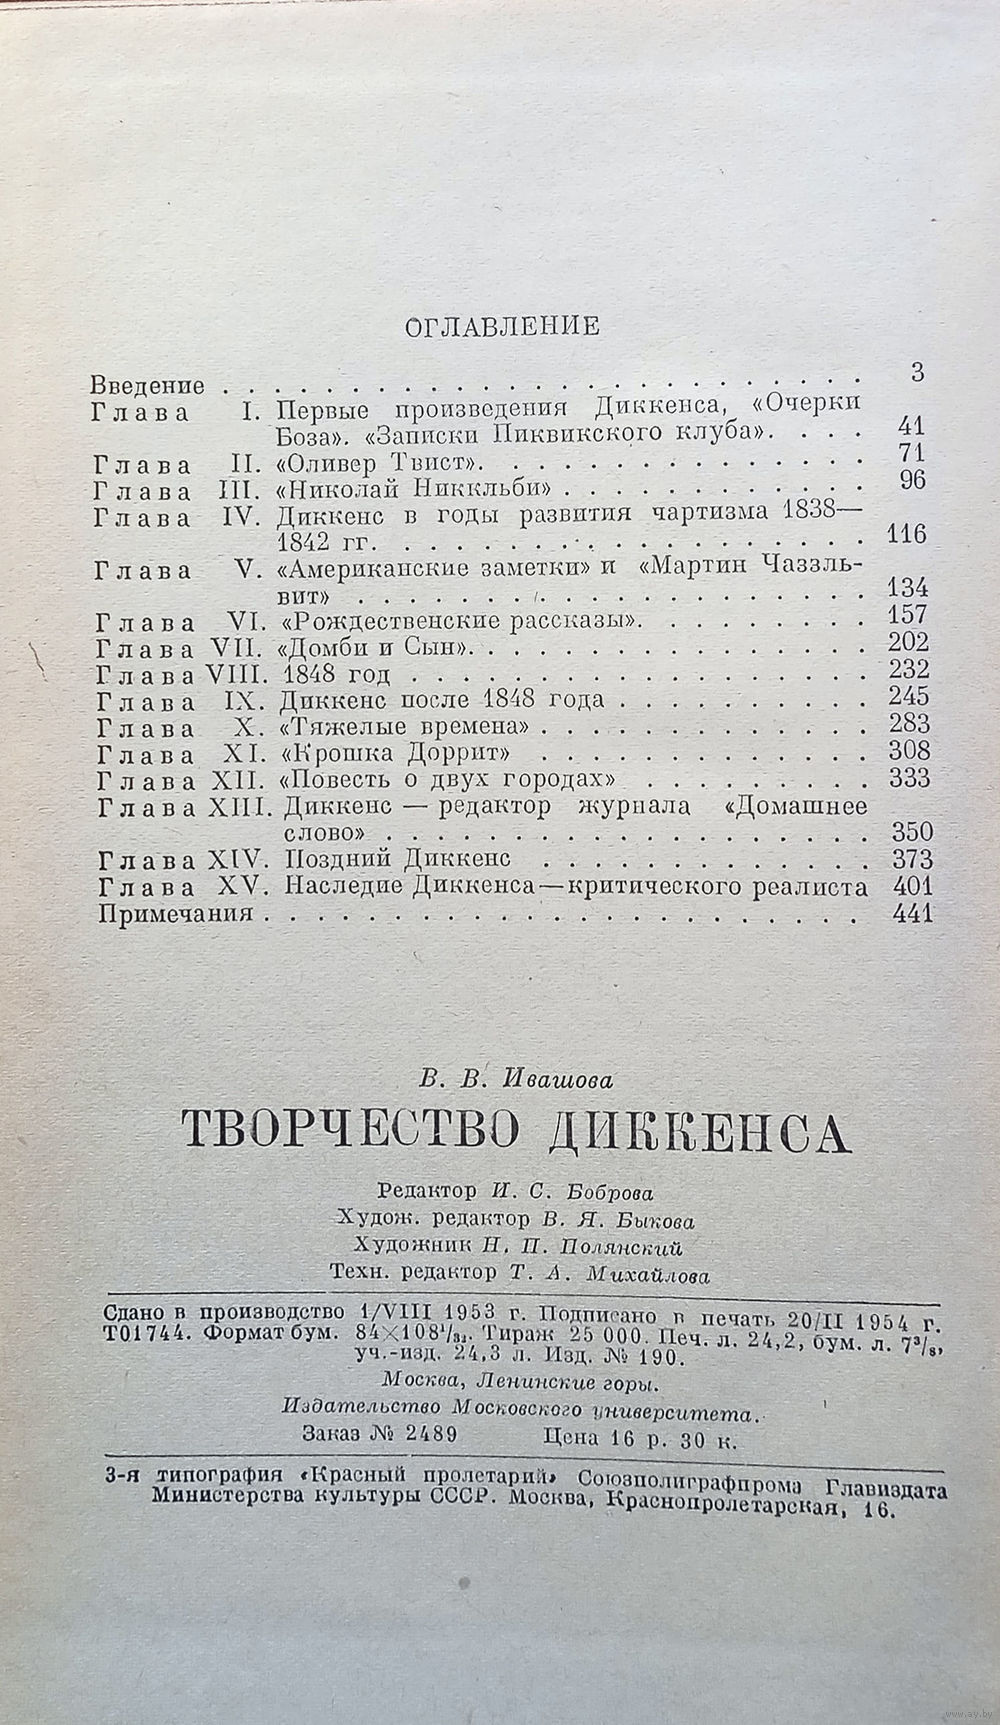 ОГЛАВЛЕНИЕ
Введение . . . . . . . . . . . . . . . . . . . . . . . . . 3
Глава I. Первые произведения Диккенса, «Очерки
Боза». «Записки Пиквикского клуба». . . . . 41
Глава II. «Оливер Твист». . . . . . . . . . . . . . . 71
Глава III. «Николай Никкльби» . . . . . . . . . . . . 96
Глава IV. Диккенс в годы развития чартизма 1838—
1842 гг. . . . . . . . . . . . . . . . . . . . 116
Глава V. «Американские заметки» и «Мартин Чаззль-
вит» . . . . . . . . . . . . . . . . . . . . 134
Глава VI. «Рождественские рассказы». . . . . . . . . . 157
Глава VII. «Домби и Сын». . . . . . . . . . . . . . . . 202
Глава VIII. 1848 год . . . . . . . . . . . . . . . . . . 232
Глава IX. Диккенс после 1848 года . . . . . . . . . . 245
Глава X. «Тяжелые времена» . . . . . . . . . . . . . 283
Глава XI. «Крошка Доррит» . . . . . . . . . . . . . 308
Глава XII. «Повесть о двух городах» . . . . . . . . . 333
Глава XIII. Диккенс — редактор журнала «Домашнее
слово» . . . . . . . . . . . . . . . . . . . 350
Глава XIV. Поздний Диккенс . . . . . . . . . . . . . 373
Глава XV. Наследие Диккенса—критического реалиста 401
Примечания . . . . . . . . . . . . . . . . . . . . . . . 441
В. В. Ивашова
ТВОРЧЕСТВО ДИККЕНСА
Редактор И. С. Боброва
Худож. редактор В. Я. Быкова
Художник Н. П. Полянский
Техн. редактор Т. А. Михайлова
Сдано в производство 1/VIII 1953 г. Подписано в печать 20/II 1954 г.
Т01744. Формат бум. 84×108¹/₃₂. Тираж 25 000. Печ. л. 24,2, бум. л. 7³/₈,
уч.-изд. 24,3 л. Изд. № 190.
Москва, Ленинские горы.
Издательство Московского университета.
Заказ № 2489 Цена 16 р. 30 к.
3-я типография «Красный пролетарий» Союзполиграфпрома Главиздата
Министерства культуры СССР. Москва, Краснопролетарская, 16.
www.ay.by